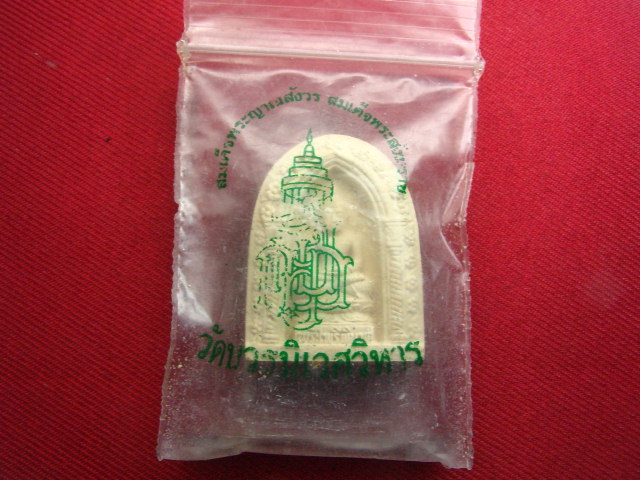 สมเด็จพระญาณสังวร สมเด็จพระสังฆราชฯ
วัดบวรนิเวศวิหาร